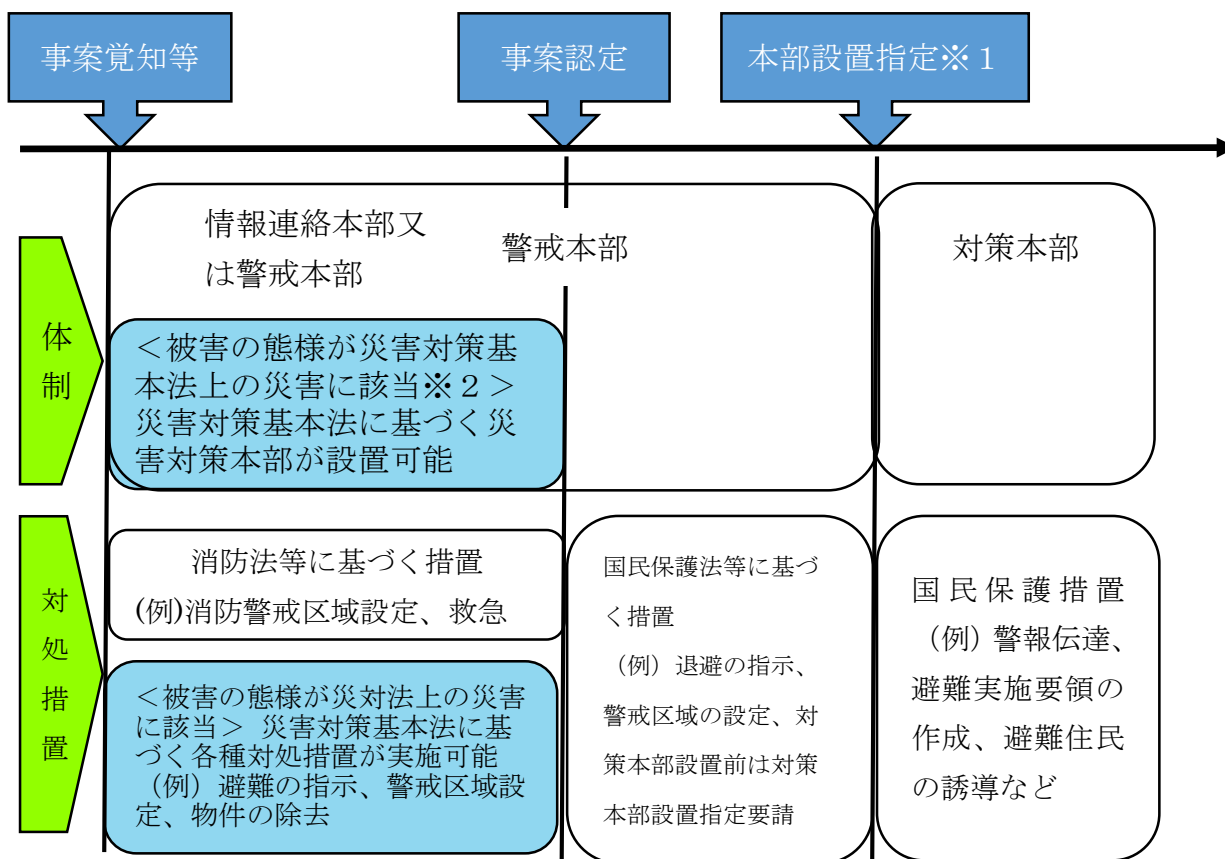 事案覚知等
事案認定
本部設置指定※１
体
制
情報連絡本部又
は警戒本部
警戒本部
対策本部
＜被害の態様が災害対策基
本法上の災害に該当※２＞
災害対策基本法に基づく災
害対策本部が設置可能
対
処
措
置
消防法等に基づく措置
(例)消防警戒区域設定、救急
＜被害の態様が災対法上の災害
に該当＞ 災害対策基本法に基
づく各種対処措置が実施可能
（例）避難の指示、警戒区域設
定、物件の除去
国民保護法等に基づ
く措置
（例）退避の指示、
警戒区域の設定、対
策本部設置前は対策
本部設置指定要請
国民保護措置
（例）警報伝達、
避難実施要領の
作成、避難住民
の誘導など